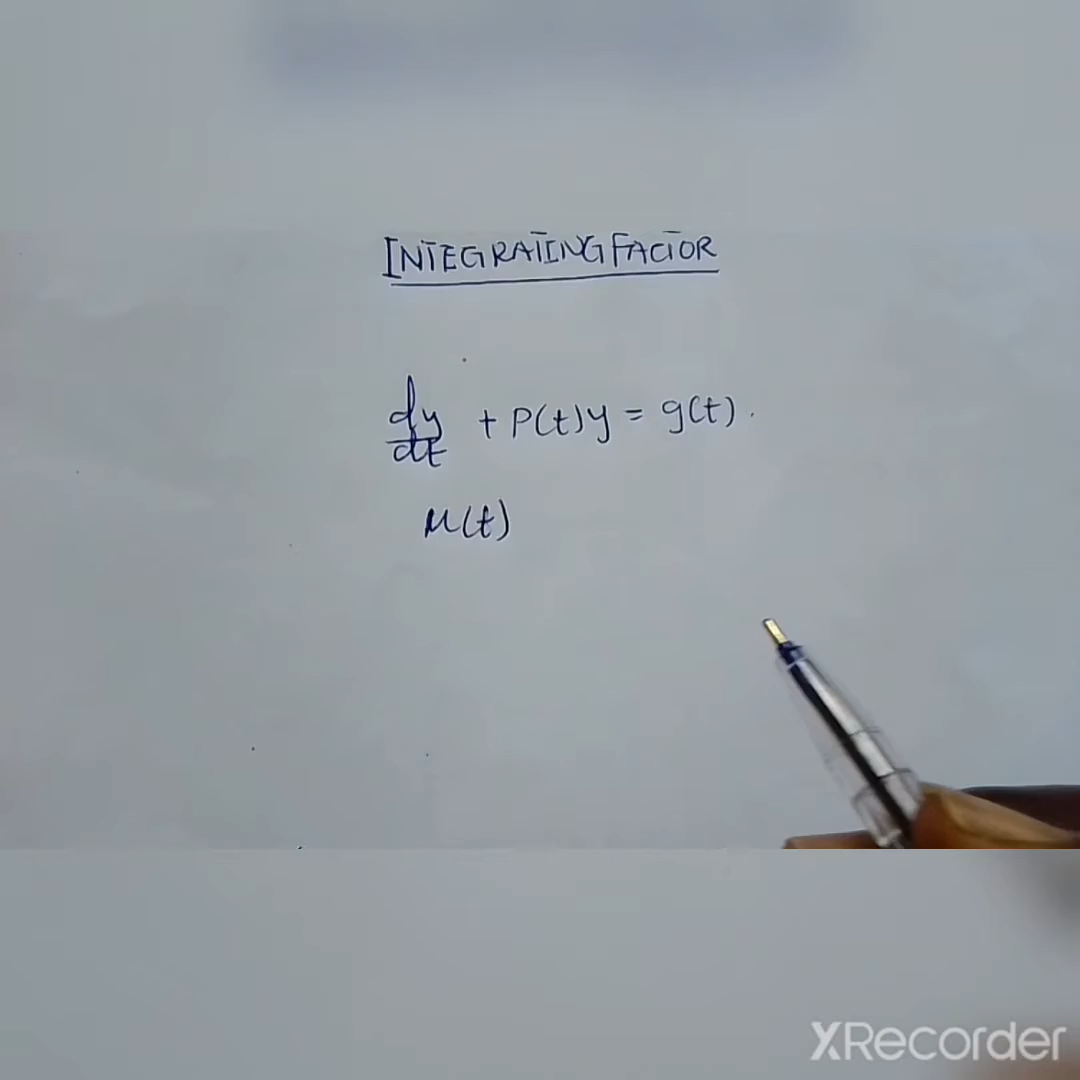 INTEGRATING FACTOR
dy/dt + P(t)y = g(t).
μ(t)
XRecorder